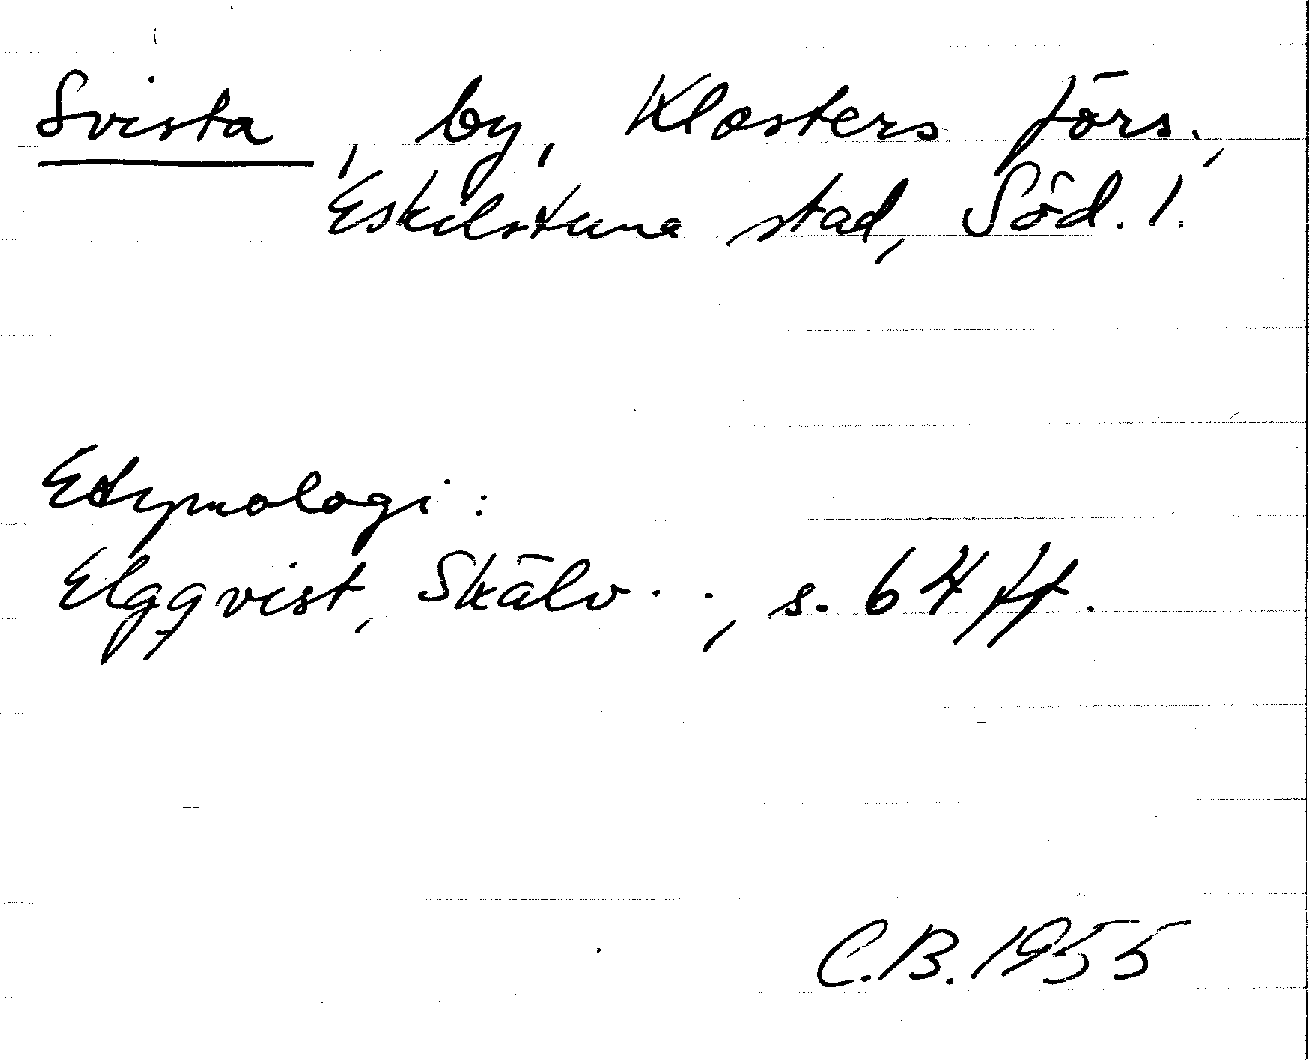 Svista, by, Klosters förs.,
Eskilstuna stad, Söd. l.
Etymologi:
Elgqvist, Skälv . . , s. 64 ff.
C.B. 1955